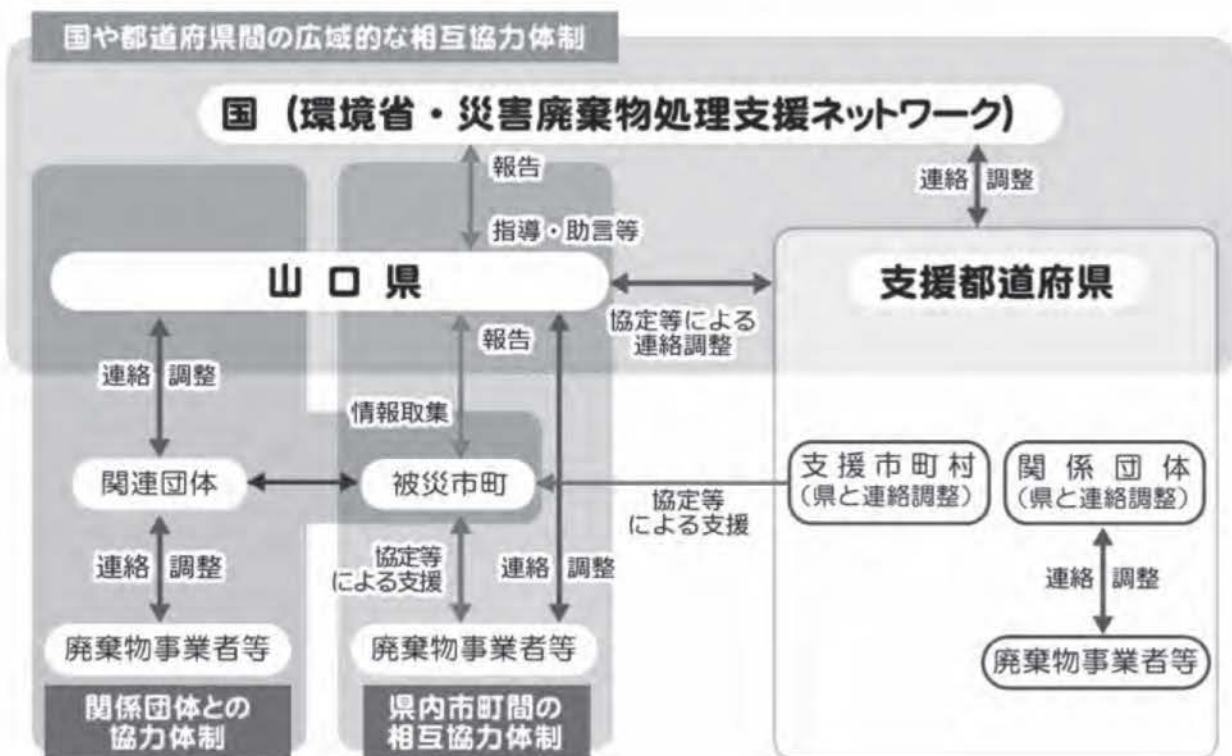 国や都道府県間の広域的な相互協力体制
国 (環境省・災害廃棄物処理支援ネットワーク)
報告
指導・助言等
連絡 調整
山口県
支援都道府県
協定等による
連絡調整
連絡 調整
報告
情報取集
関連団体
被災市町
支援市町村
(県と連絡調整)
関係団体
(県と連絡調整)
協定等
による支援
連絡 調整
協定等
による支援
連絡 調整
連絡 調整
廃棄物事業者等
廃棄物事業者等
廃棄物事業者等
関係団体との
協力体制
県内市町間の
相互協力体制